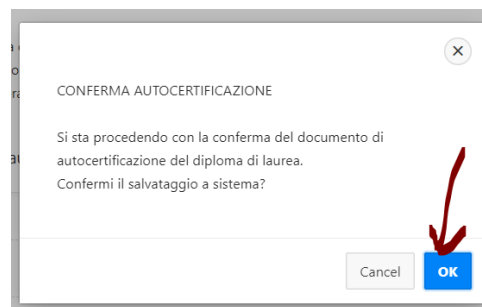 CONFERMA AUTOCERTIFICAZIONE
Si sta procedendo con la conferma del documento di
autocertificazione del diploma di laurea.
Confermi il salvataggio a sistema?
Cancel
OK